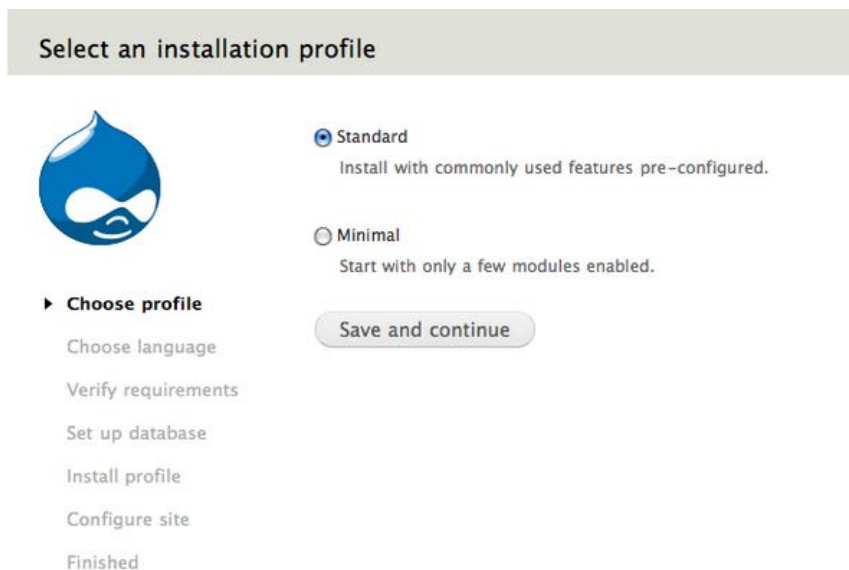 Select an installation profile
Standard
Install with commonly used features pre-configured.
Minimal
Start with only a few modules enabled.
Save and continue
Choose profile
Choose language
Verify requirements
Set up database
Install profile
Configure site
Finished